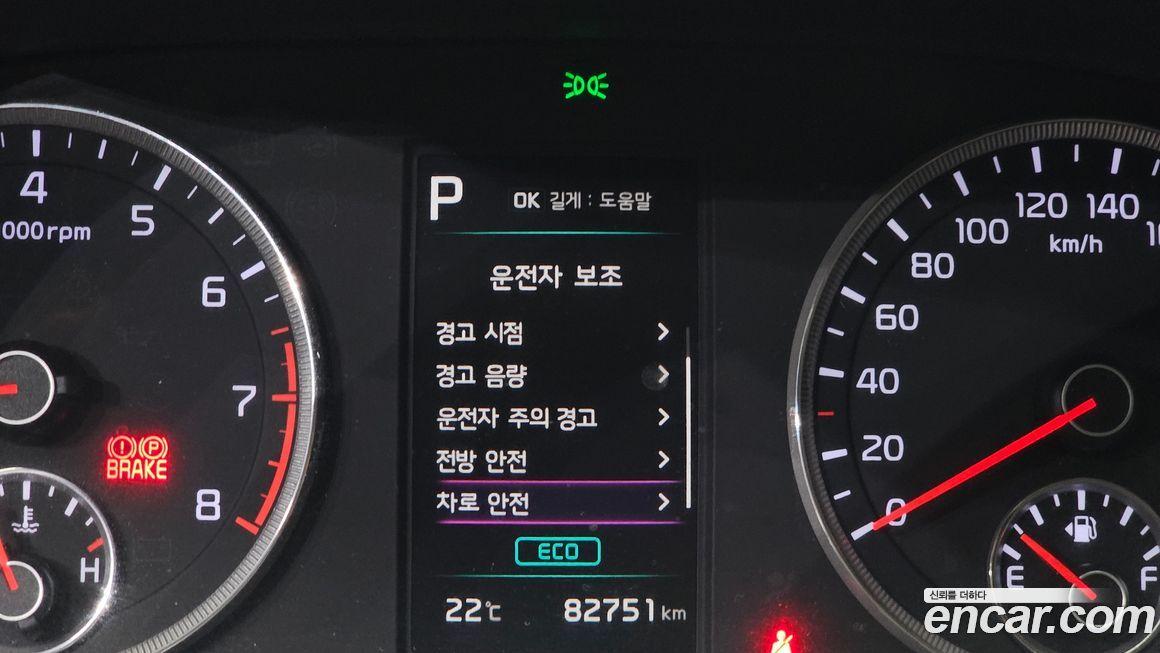 P OK 길게 : 도움말
운전자 보조
경고 시점
경고 음량
운전자 주의 경고
전방 안전
차로 안전
ECO
22℃ 82751 km
4
5
6
7
8
000rpm
BRAKE
H
0
20
40
60
80
100
120
140
km/h
E F
신뢰를 더하다
encar.com